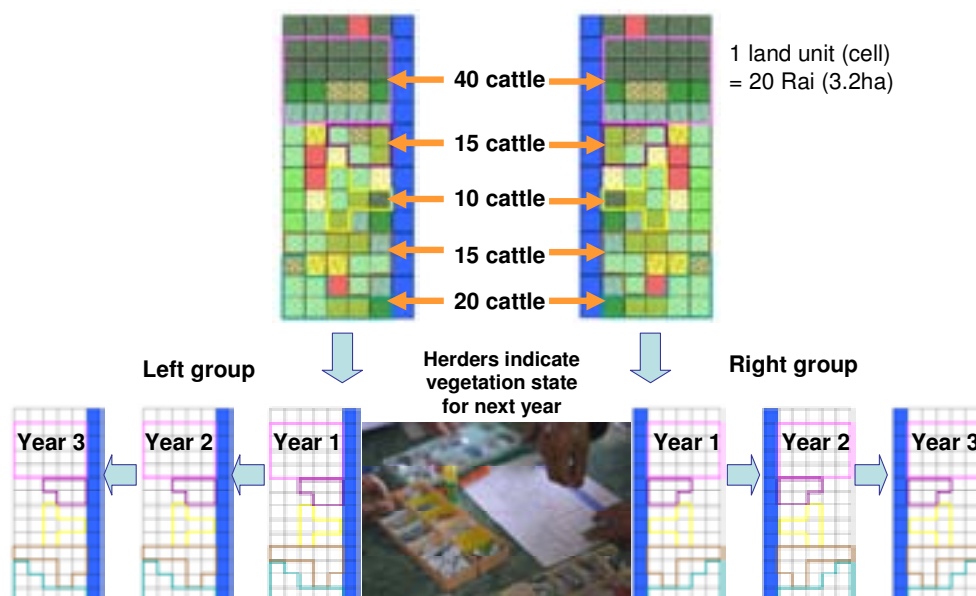 1 land unit (cell)
= 20 Rai (3.2ha)
40 cattle
15 cattle
10 cattle
15 cattle
20 cattle
Left group
Herders indicate
vegetation state
for next year
Right group
Year 3
Year 2
Year 1
Year 1
Year 2
Year 3